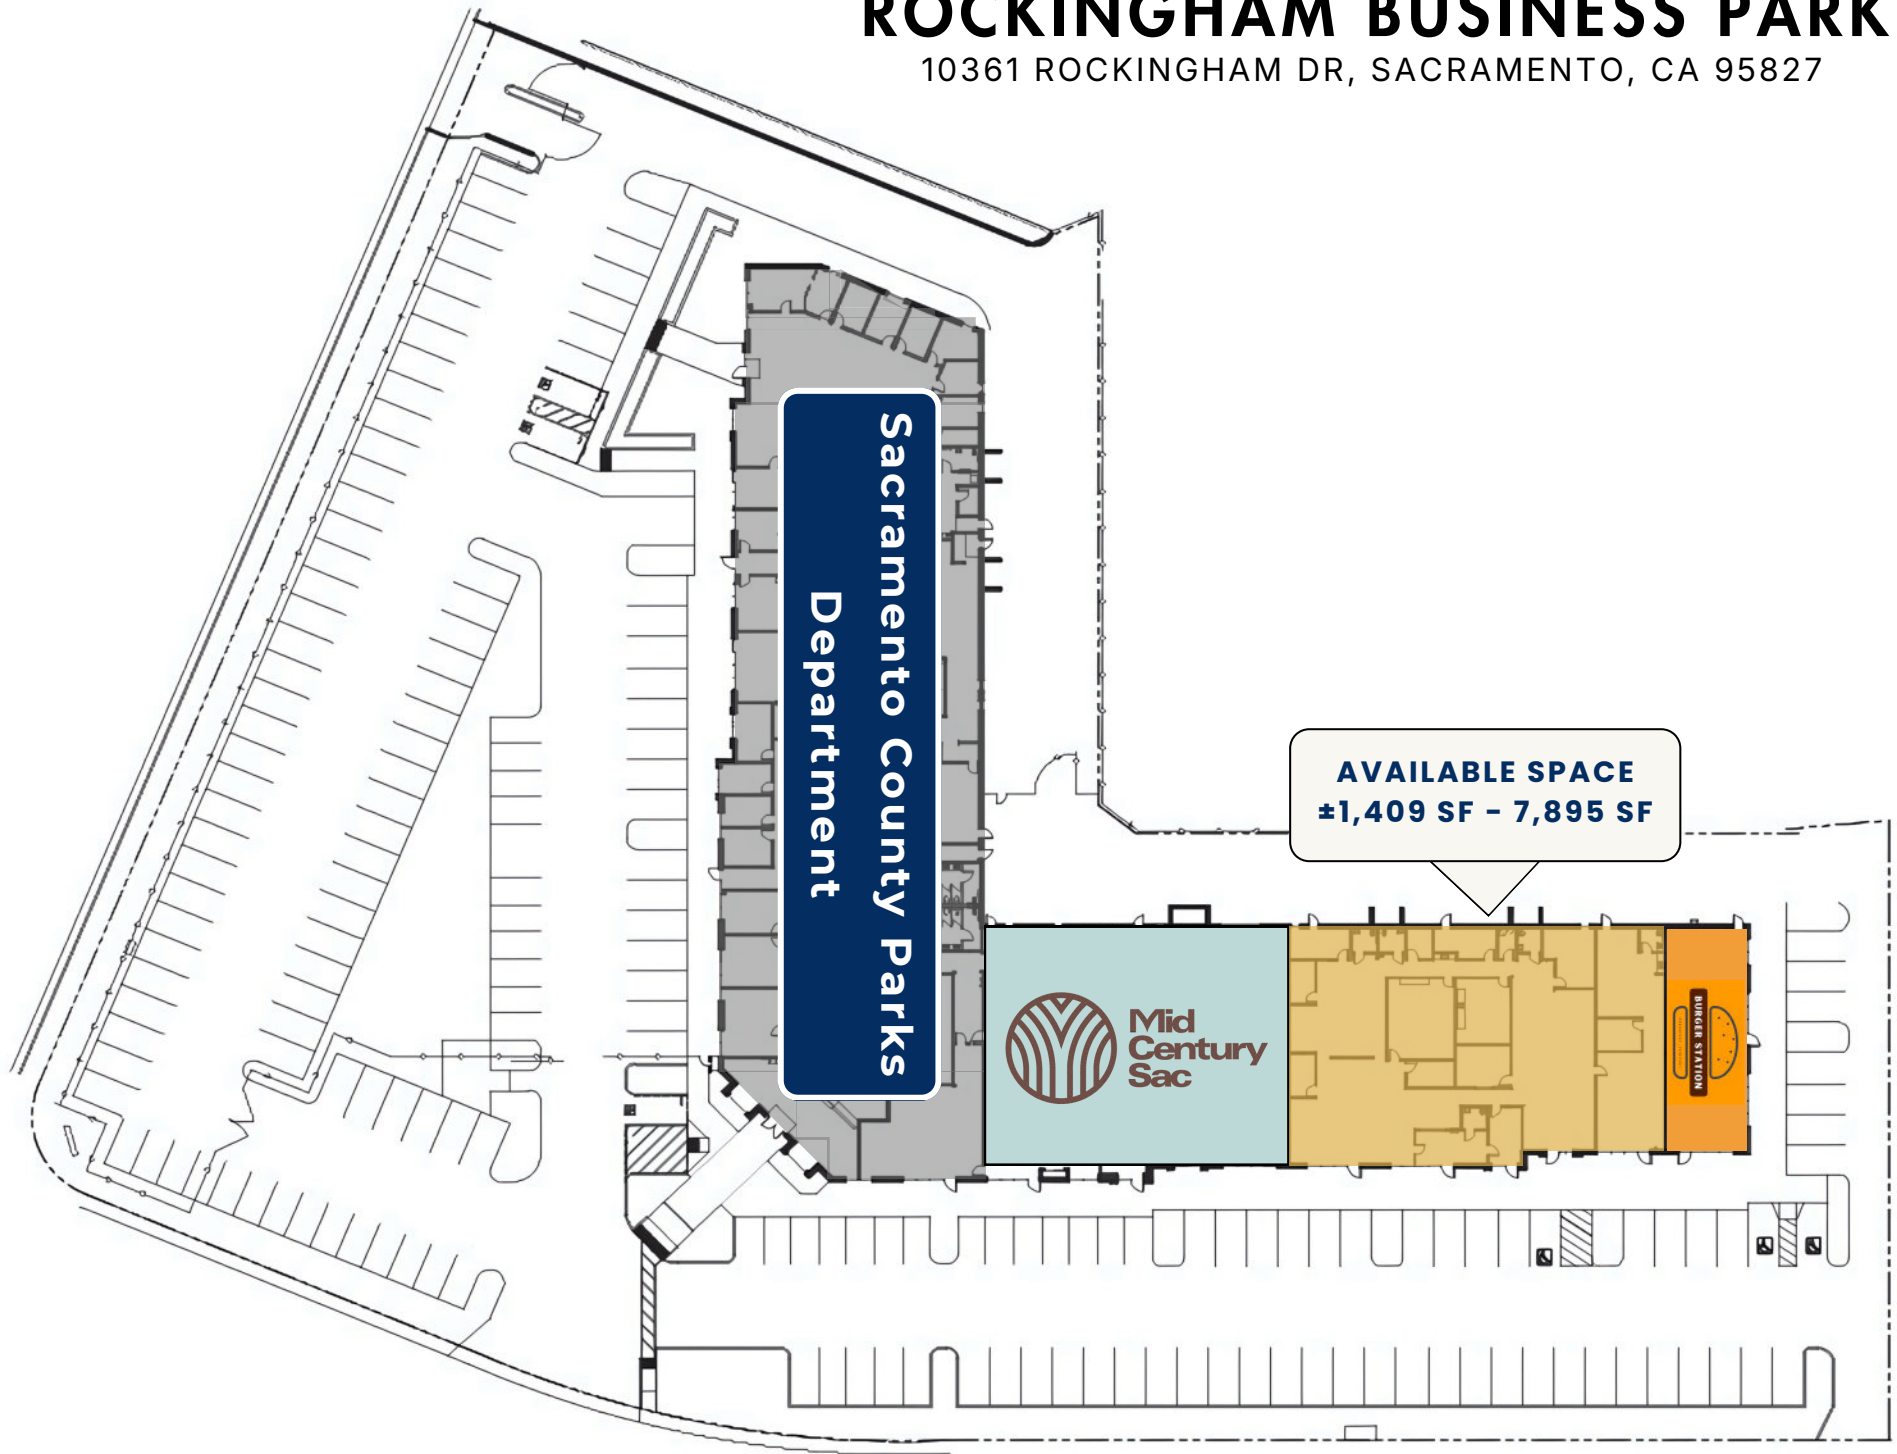 ROCKINGHAM BUSINESS PARK
10361 ROCKINGHAM DR, SACRAMENTO, CA 95827
Sacramento County Parks
Department
AVAILABLE SPACE
±1,409 SF - 7,895 SF
Mid
Century
Sac
BURGER STATION